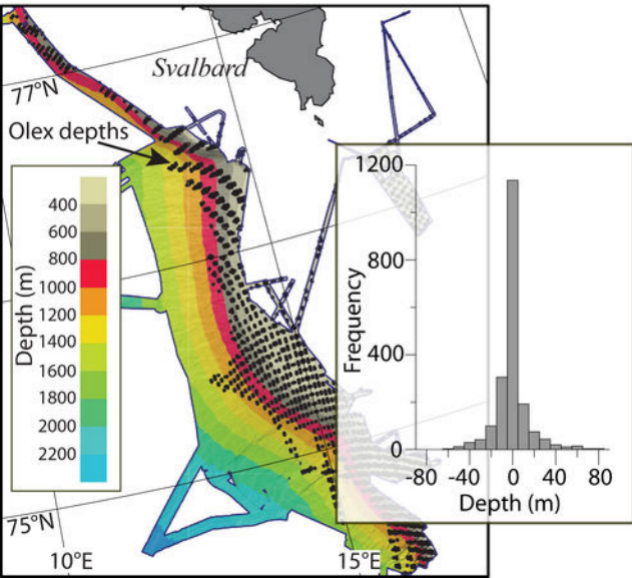 Svalbard
77°N
Olex depths
Depth (m)
400
600
800
1000
1200
1400
1600
1800
2000
2200
75°N
10°E
15°E
Frequency
1200
800
400
0
-80 -40 0 40 80
Depth (m)